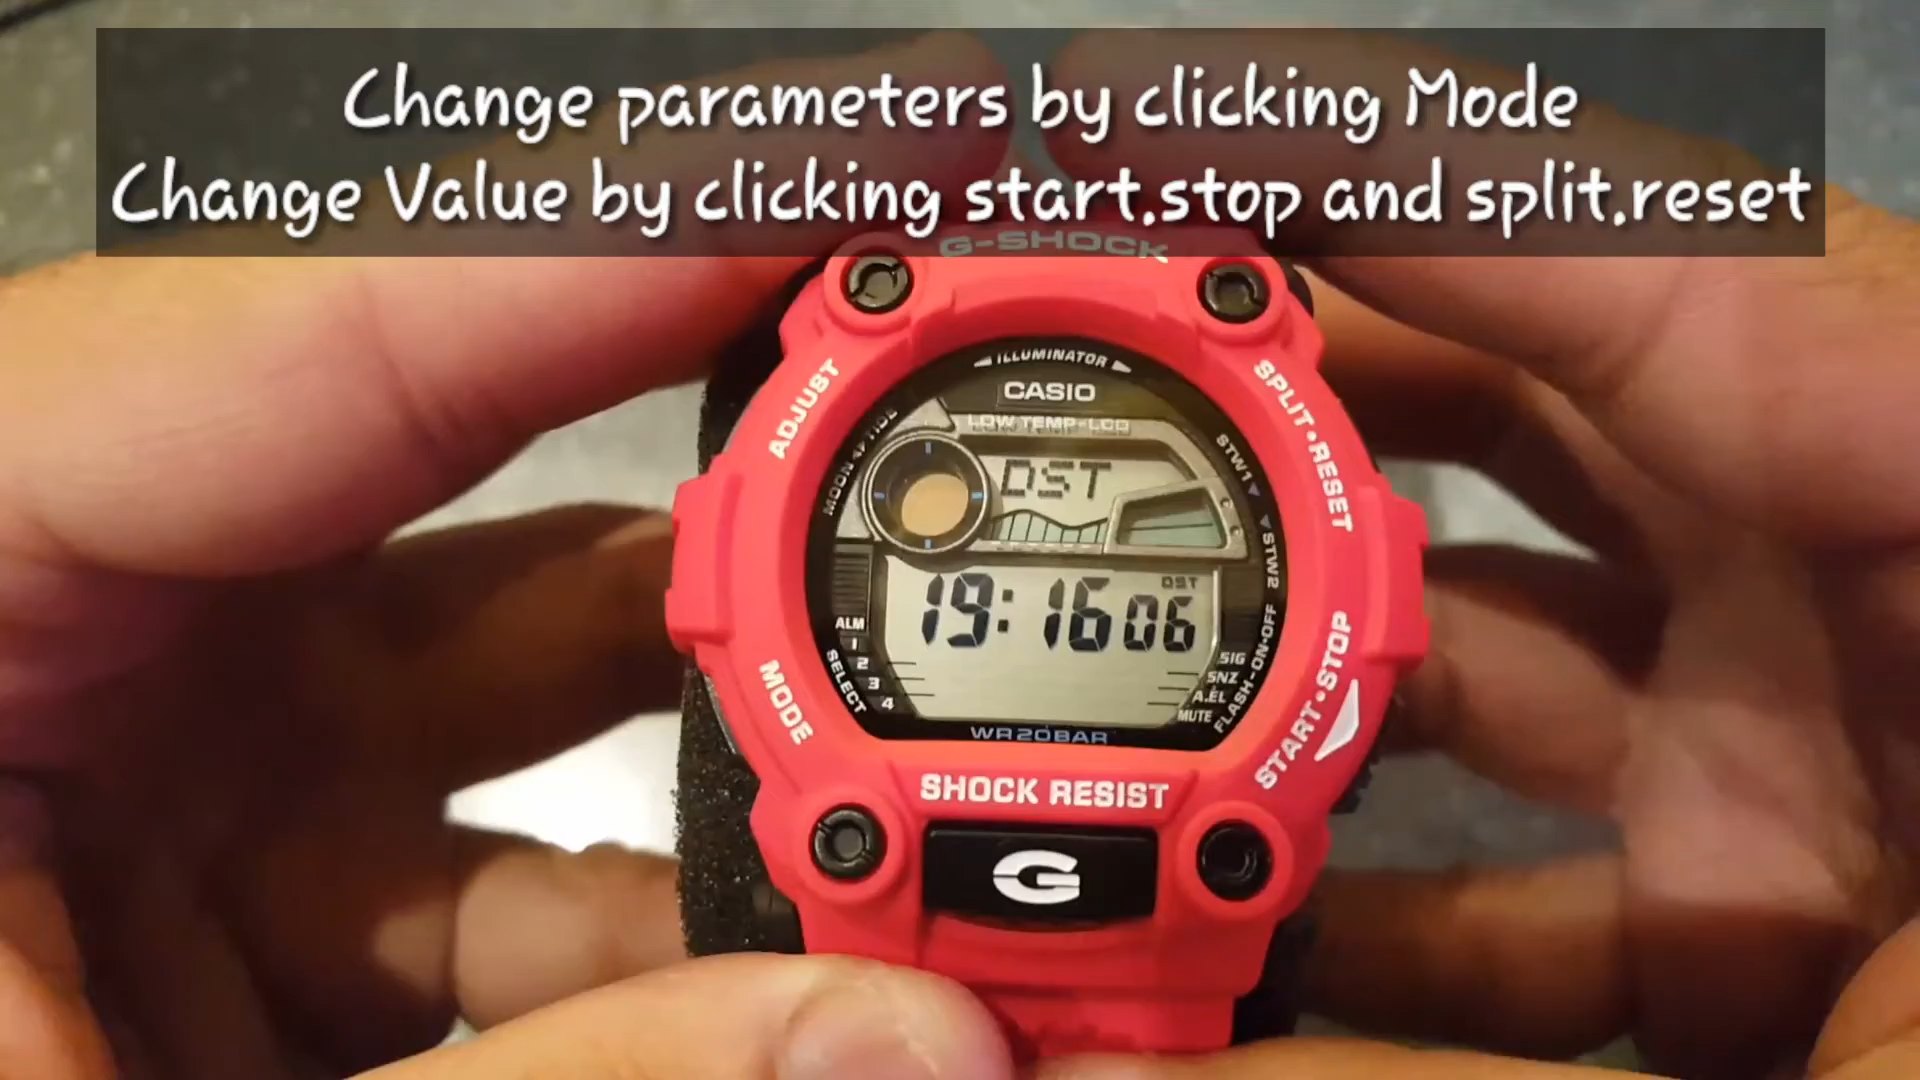 Change parameters by clicking Mode
Change Value by clicking start.stop and split.reset
G-SHOCK
ADJUST
SPLIT•RESET
ILLUMINATOR
CASIO
LOW TEMP-LCD
MOON
STW1
STW2
DST
DST
19:16 06
ALM
1
2
3
4
SELECT
SIG
SNZ
A.EL
MUTE
FLASH-ON•OFF
MODE
START•STOP
WR20BAR
SHOCK RESIST
G